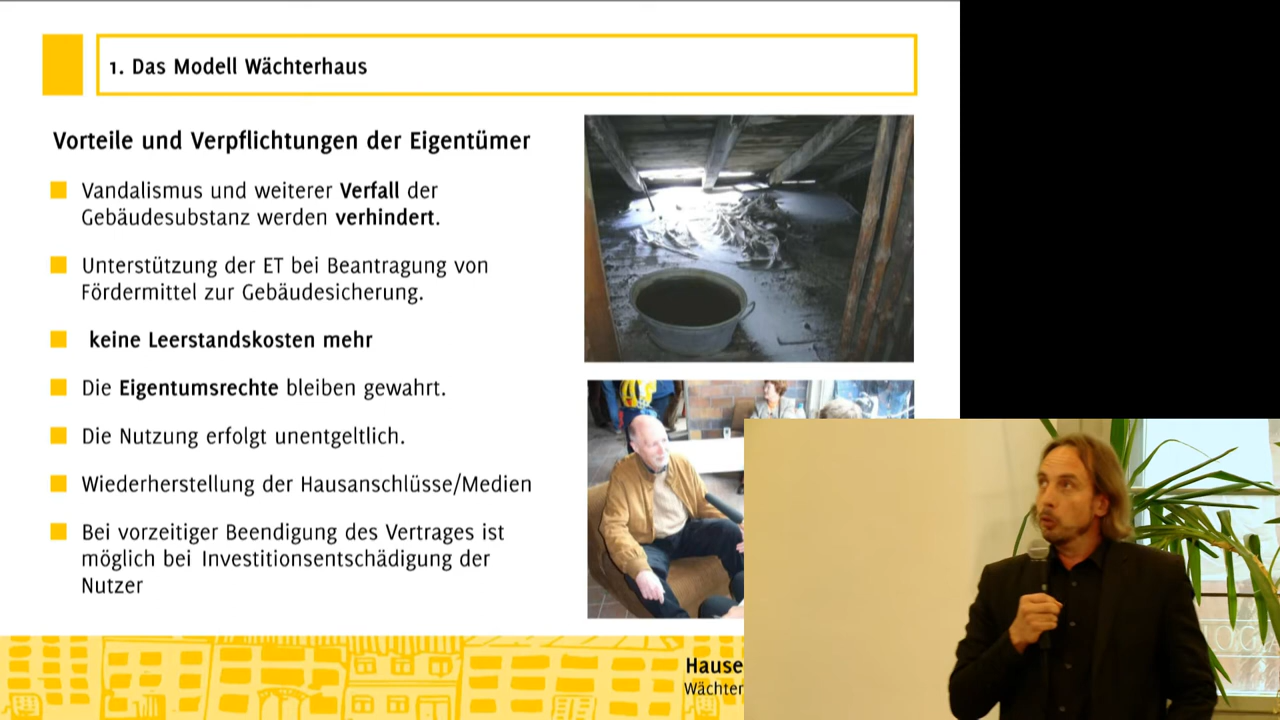 1. Das Modell Wächterhaus
Vorteile und Verpflichtungen der Eigentümer
Vandalismus und weiterer Verfall der
Gebäudesubstanz werden verhindert.
Unterstützung der ET bei Beantragung von
Fördermittel zur Gebäudesicherung.
keine Leerstandskosten mehr
Die Eigentumsrechte bleiben gewahrt.
Die Nutzung erfolgt unentgeltlich.
Wiederherstellung der Hausanschlüsse/Medien
Bei vorzeitiger Beendigung des Vertrages ist
möglich bei Investitionsentschädigung der
Nutzer
Hause
Wächter